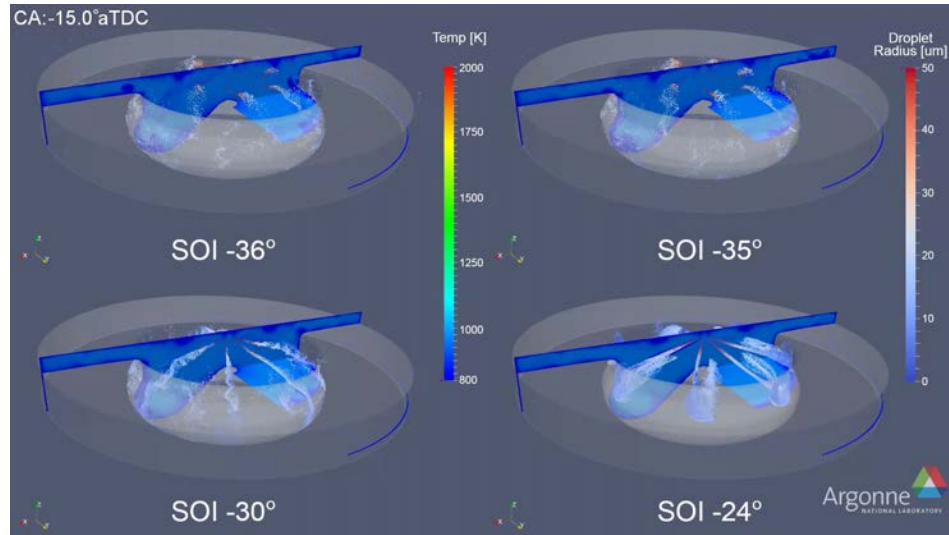 CA:-15.0°aTDC
Temp [K]
2000
1750
1500
1250
1000
800
Droplet
Radius [um]
50
40
30
20
10
0
SOI -36°
SOI -35°
SOI -30°
SOI -24°
Argonne
NATIONAL LABORATORY
z
x
y
z
x
y
z
x
y
z
x
y